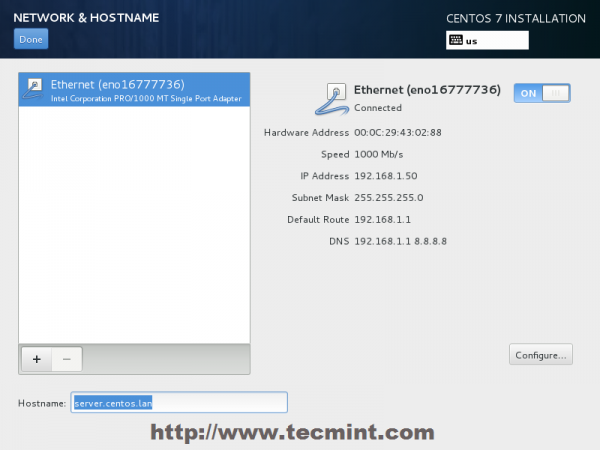 NETWORK & HOSTNAME
CENTOS 7 INSTALLATION
Done
us
Ethernet (eno16777736)
Intel Corporation PRO/1000 MT Single Port Adapter
Ethernet (eno16777736)
Connected
ON
Hardware Address 00:0C:29:43:02:88
Speed 1000 Mb/s
IP Address 192.168.1.50
Subnet Mask 255.255.255.0
Default Route 192.168.1.1
DNS 192.168.1.1 8.8.8.8
+ −
Configure...
Hostname: server.centos.lan
http://www.tecmint.com